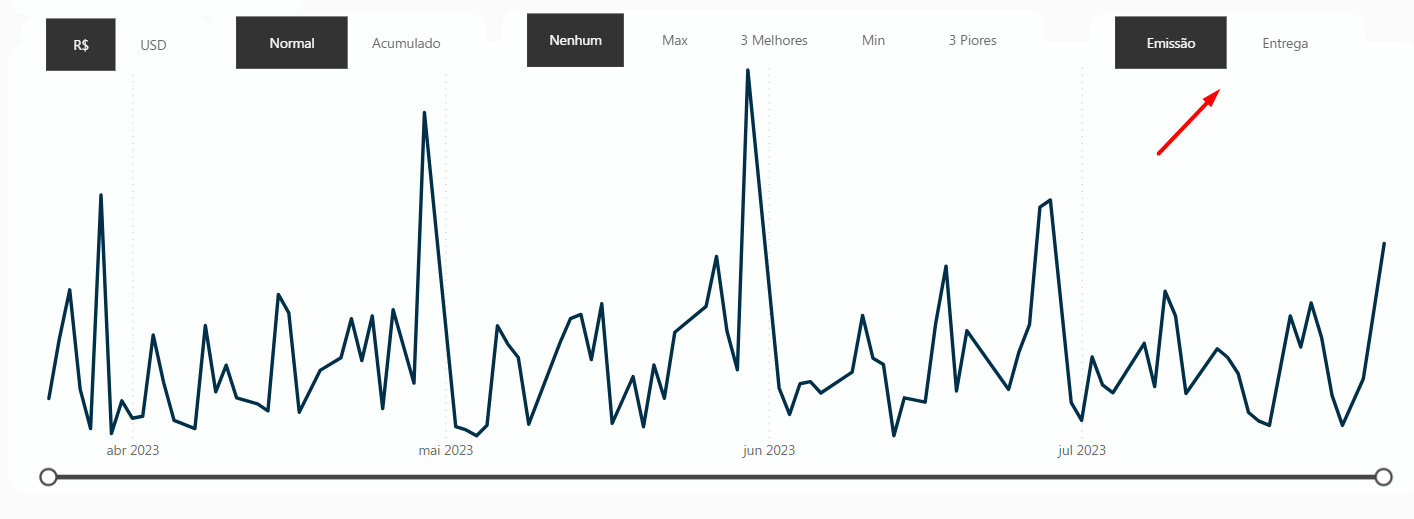 R$ USD Normal Acumulado Nenhum Max 3 Melhores Min 3 Piores Emissão Entrega
abr 2023 mai 2023 jun 2023 jul 2023